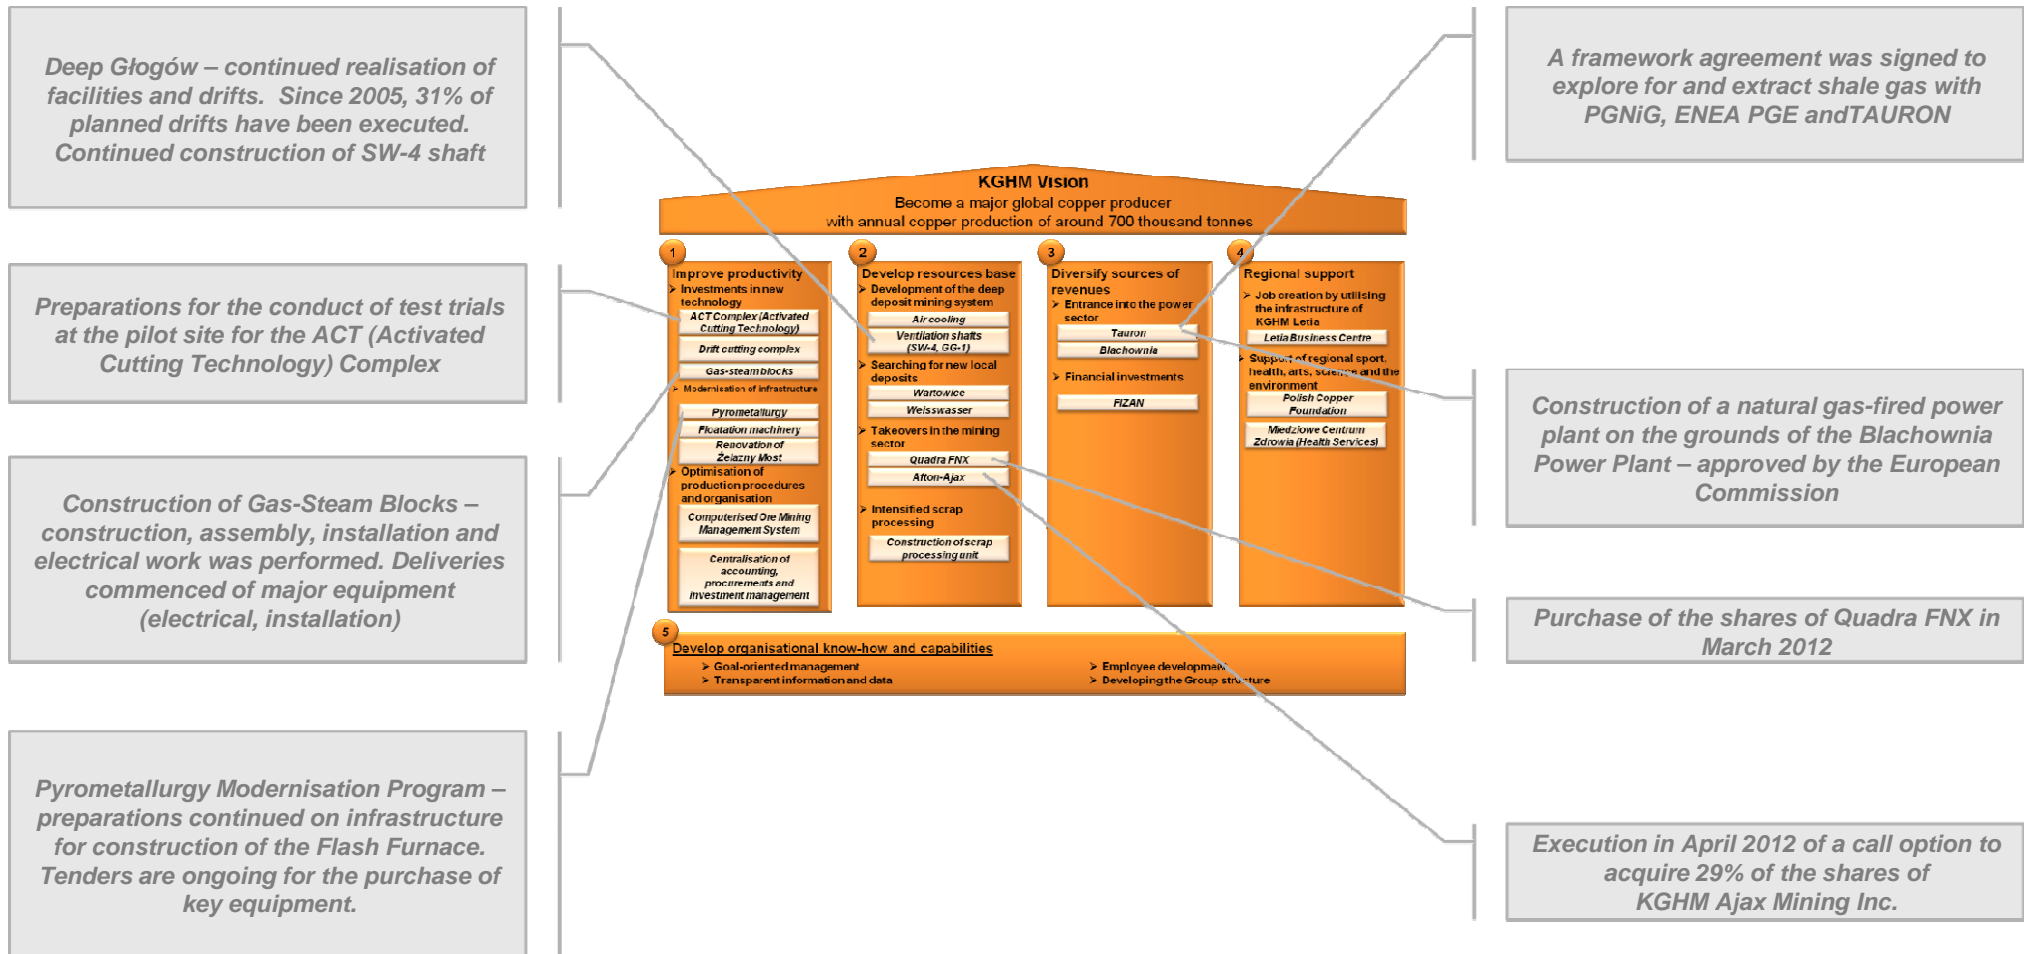 Deep Głogów – continued realisation of
facilities and drifts.  Since 2005, 31% of
planned drifts have been executed.
Continued construction of SW-4 shaft
Preparations for the conduct of test trials
at the pilot site for the ACT (Activated
Cutting Technology) Complex
Construction of Gas-Steam Blocks –
construction, assembly, installation and
electrical work was performed. Deliveries
commenced of major equipment
(electrical, installation)
Pyrometallurgy Modernisation Program –
preparations continued on infrastructure
for construction of the Flash Furnace.
Tenders are ongoing for the purchase of
key equipment.
KGHM Vision
Become a major global copper producer
with annual copper production of around 700 thousand tonnes
1
Improve productivity
➢ Investments in new
technology
ACT Complex (Activated
Cutting Technology)
Drift cutting complex
Gas-steam blocks
➢ Modernisation of infrastructure
Pyrometallurgy
Floatation machinery
Renovation of
Żelazny Most
➢ Optimisation of
production procedures
and organisation
Computerised Ore Mining
Management System
Centralisation of
accounting,
procurements and
investment management
2
Develop resources base
➢ Development of the deep
deposit mining system
Air cooling
Ventilation shafts
(SW-4, GG-1)
➢ Searching for new local
deposits
Wartowice
Weisswasser
➢ Takeovers in the mining
sector
Quadra FNX
Afton-Ajax
➢ Intensified scrap
processing
Construction of scrap
processing unit
3
Diversify sources of
revenues
➢ Entrance into the power
sector
Tauron
Blachownia
➢ Financial investments
FIZAN
4
Regional support
➢ Job creation by utilising
the infrastructure of
KGHM Letia
Letia Business Centre
➢ Support of regional sport,
health, arts, science and the
environment
Polish Copper
Foundation
Miedziowe Centrum
Zdrowia (Health Services)
5
Develop organisational know-how and capabilities
➢ Goal-oriented management
➢ Transparent information and data
➢ Employee development
➢ Developing the Group structure
A framework agreement was signed to
explore for and extract shale gas with
PGNiG, ENEA PGE andTAURON
Construction of a natural gas-fired power
plant on the grounds of the Blachownia
Power Plant – approved by the European
Commission
Purchase of the shares of Quadra FNX in
March 2012
Execution in April 2012 of a call option to
acquire 29% of the shares of
KGHM Ajax Mining Inc.